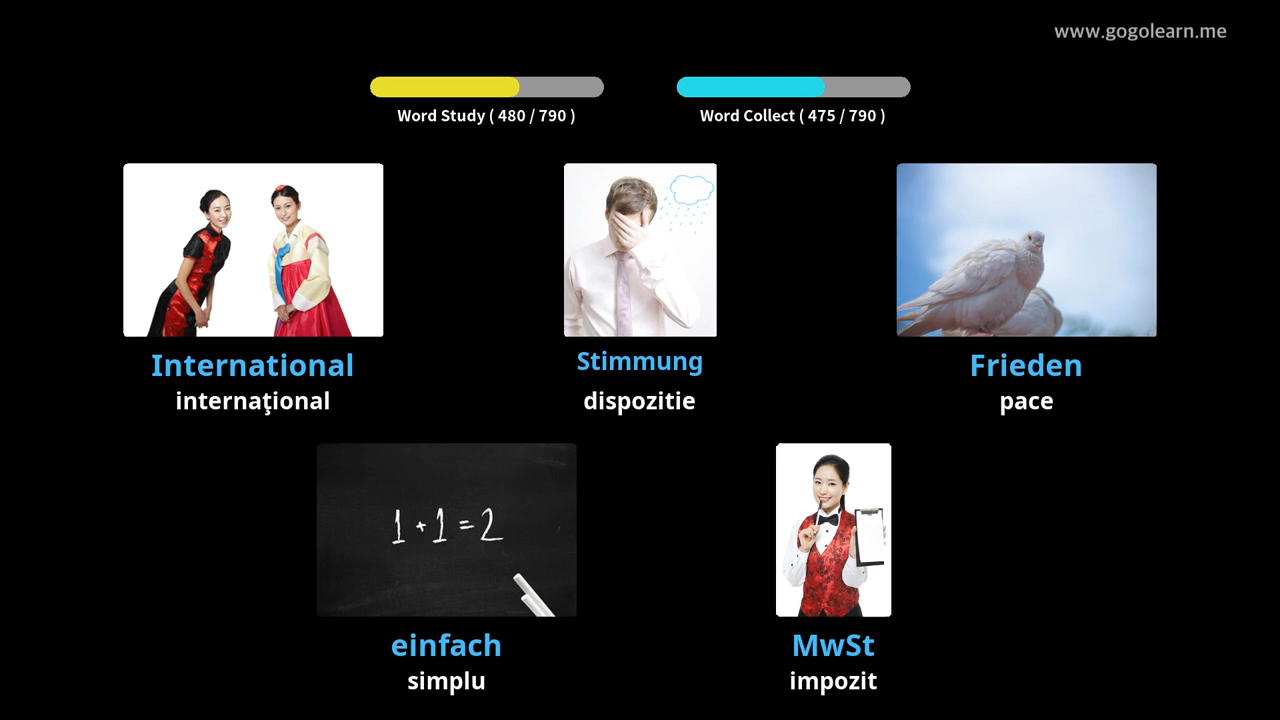 www.gogolearn.me
Word Study ( 480 / 790 )
Word Collect ( 475 / 790 )
International
internaţional
Stimmung
dispozitie
Frieden
pace
1 + 1 = 2
einfach
simplu
MwSt
impozit